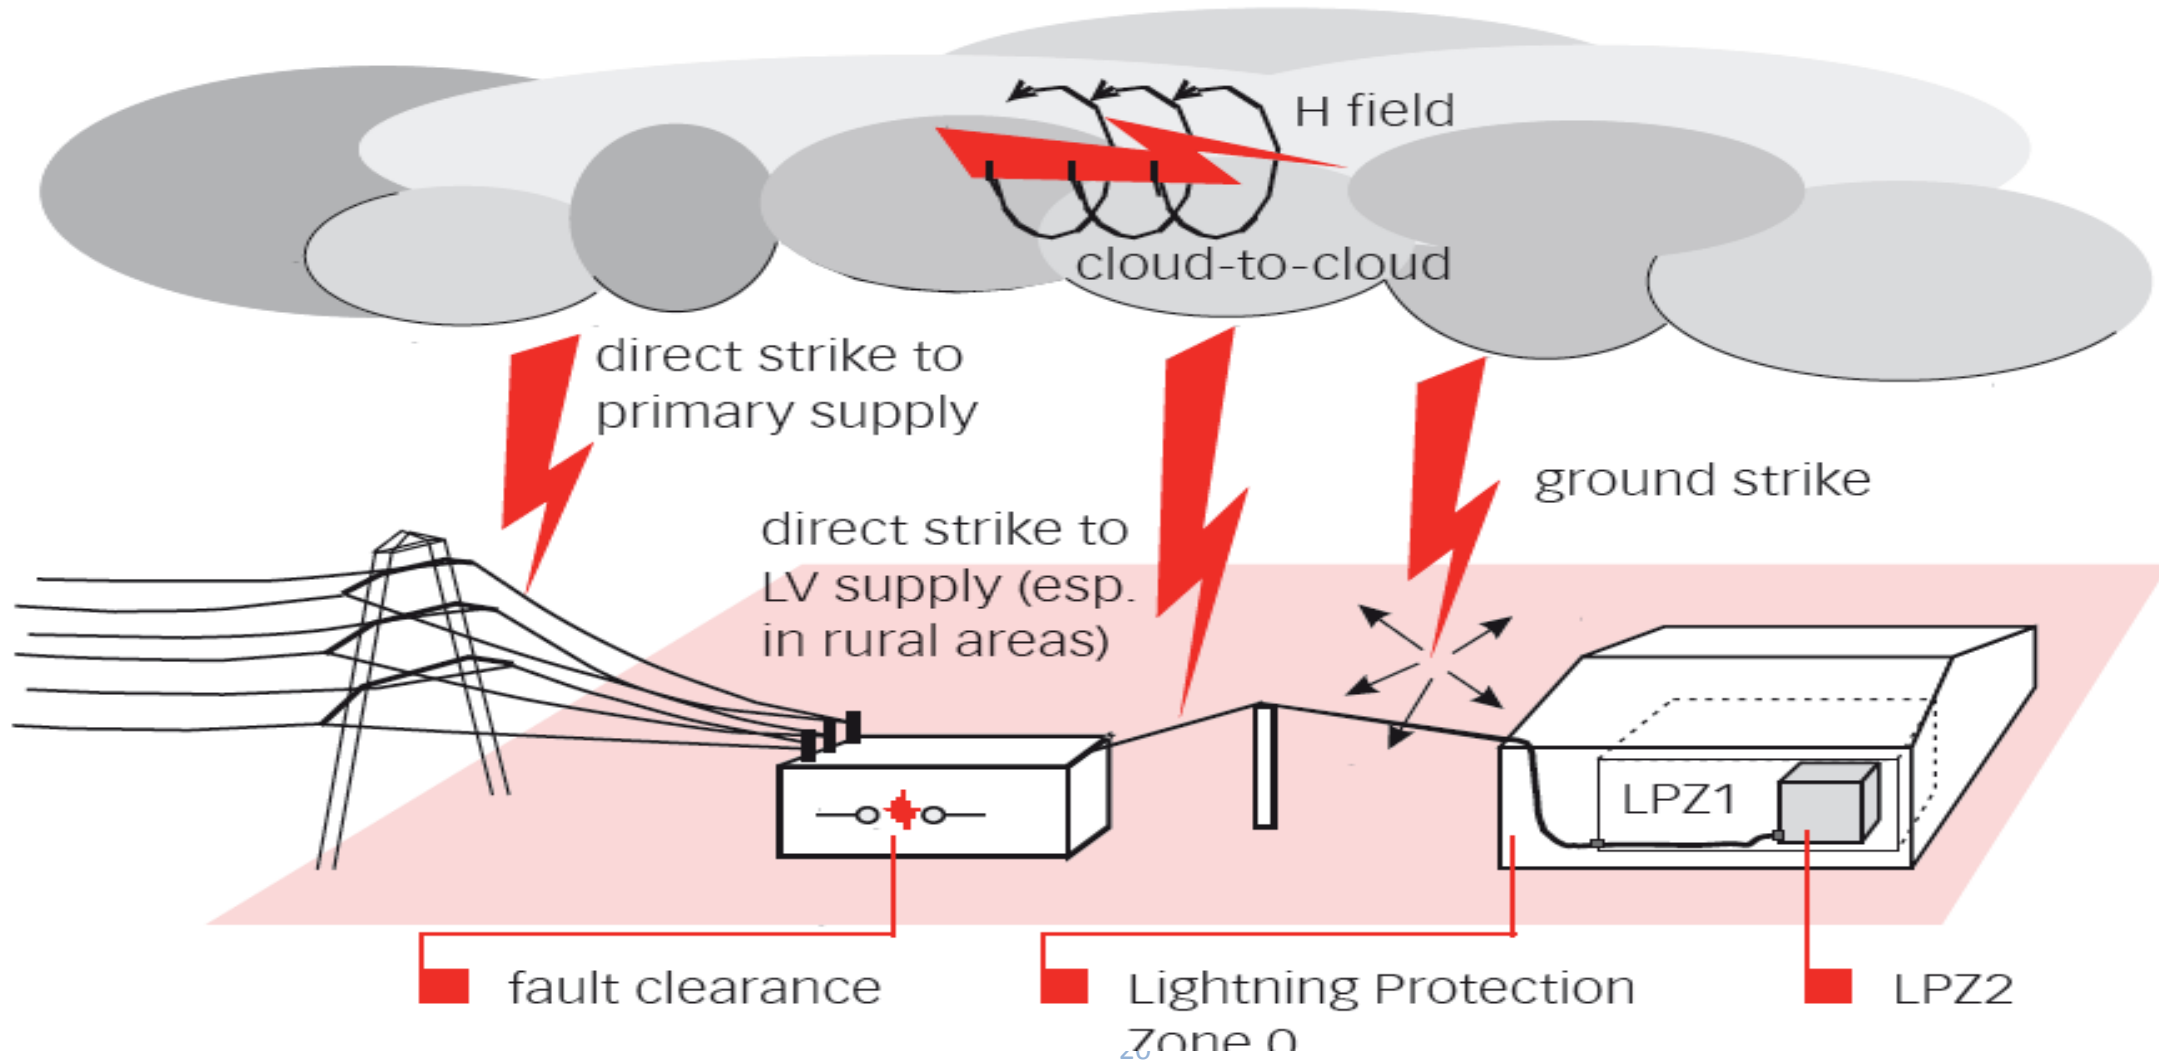 H field
cloud-to-cloud
direct strike to
primary supply
ground strike
direct strike to
LV supply (esp.
in rural areas)
LPZ1
fault clearance
Lightning Protection
Zone 0
LPZ2